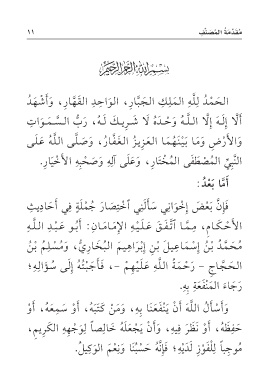 مُقَدِّمَةُ المُصَنِّفِ
١١
بِسْمِ اللَّهِ الرَّحْمَنِ الرَّحِيمِ
الحَمْدُ لِلَّهِ المَلِكِ الجَبَّارِ، الوَاحِدِ القَهَّارِ، وَأَشْهَدُ
أَلَّا إِلَهَ إِلَّا اللَّهُ وَحْدَهُ لَا شَرِيكَ لَهُ، رَبُّ السَّمَوَاتِ
وَالأَرْضِ وَمَا بَيْنَهُمَا العَزِيزُ الغَفَّارُ، وَصَلَّى اللَّهُ عَلَى
النَّبِيِّ المُصْطَفَى المُخْتَارِ، وَعَلَى آلِهِ وَصَحْبِهِ الأَخْيَارِ.
أَمَّا بَعْدُ:
فَإِنَّ بَعْضَ إِخْوَانِي سَأَلَنِي اخْتِصَارَ جُمْلَةٍ فِي أَحَادِيثِ
الأَحْكَامِ، مِمَّا اتَّفَقَ عَلَيْهِ الإِمَامَانِ: أَبُو عَبْدِ اللَّهِ
مُحَمَّدُ بْنُ إِسْمَاعِيلَ بْنِ إِبْرَاهِيمَ البُخَارِيُّ، وَمُسْلِمُ بْنُ
الحَجَّاجِ - رَحْمَةُ اللَّهِ عَلَيْهِمْ -، فَأَجَبْتُهُ إِلَى سُؤَالِهِ؛
رَجَاءَ المَنْفَعَةِ بِهِ.
وَأَسْأَلُ اللَّهَ أَنْ يَنْفَعَنَا بِهِ، وَمَنْ كَتَبَهُ، أَوْ سَمِعَهُ، أَوْ
حَفِظَهُ، أَوْ نَظَرَ فِيهِ، وَأَنْ يَجْعَلَهُ خَالِصاً لِوَجْهِهِ الكَرِيمِ،
مُوجِباً لِلْفَوْزِ لَدَيْهِ؛ فَإِنَّهُ حَسْبُنَا وَنِعْمَ الوَكِيلُ.